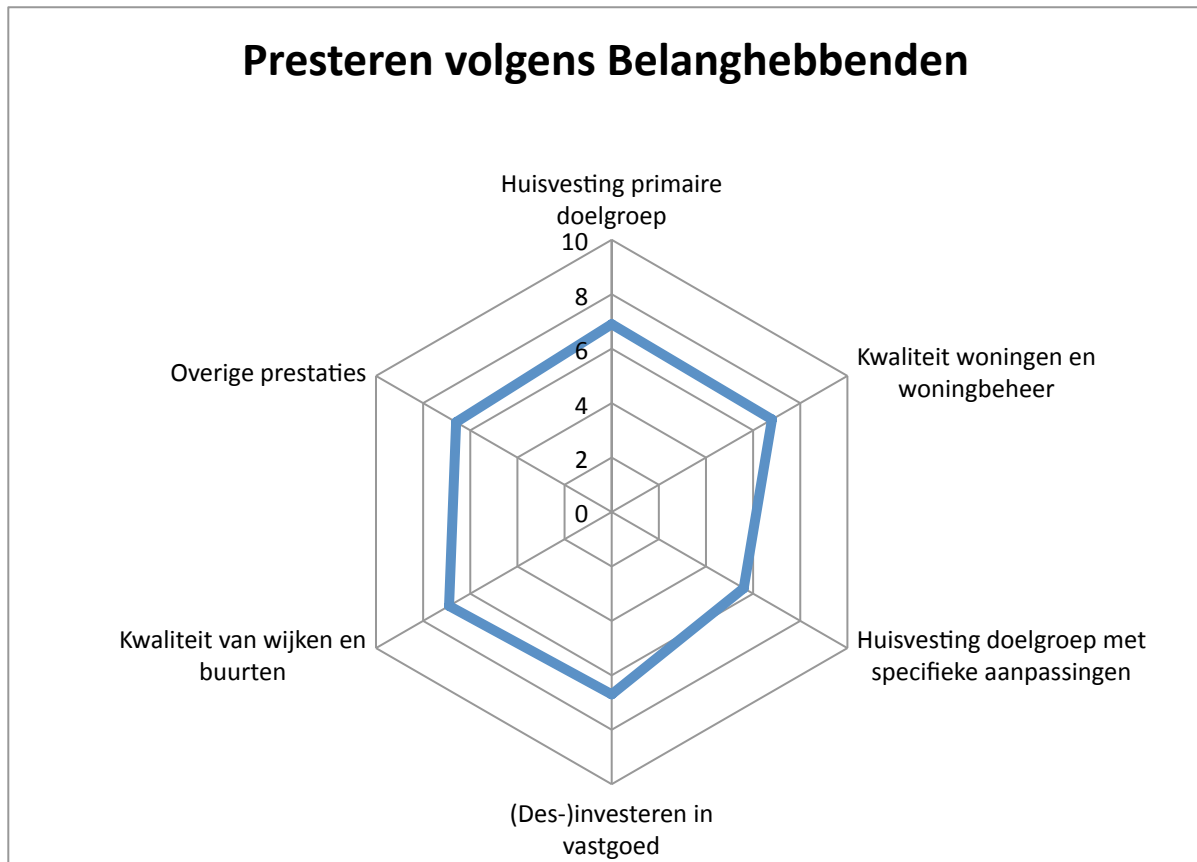 Presteren volgens Belanghebbenden
Huisvesting primaire
doelgroep
10
8
6
4
2
0
Kwaliteit woningen en
woningbeheer
Huisvesting doelgroep met
specifieke aanpassingen
(Des-)investeren in
vastgoed
Kwaliteit van wijken en
buurten
Overige prestaties